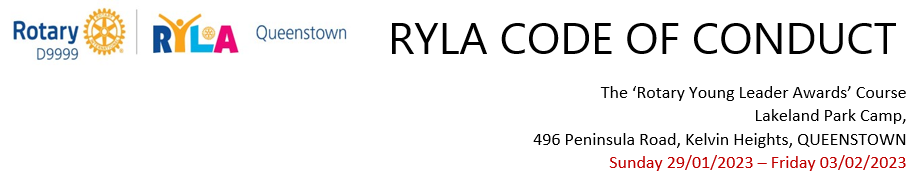 Rotary
D9999
RYLA Queenstown
RYLA CODE OF CONDUCT
The ‘Rotary Young Leader Awards’ Course
Lakeland Park Camp,
496 Peninsula Road, Kelvin Heights, QUEENSTOWN
Sunday 29/01/2023 – Friday 03/02/2023